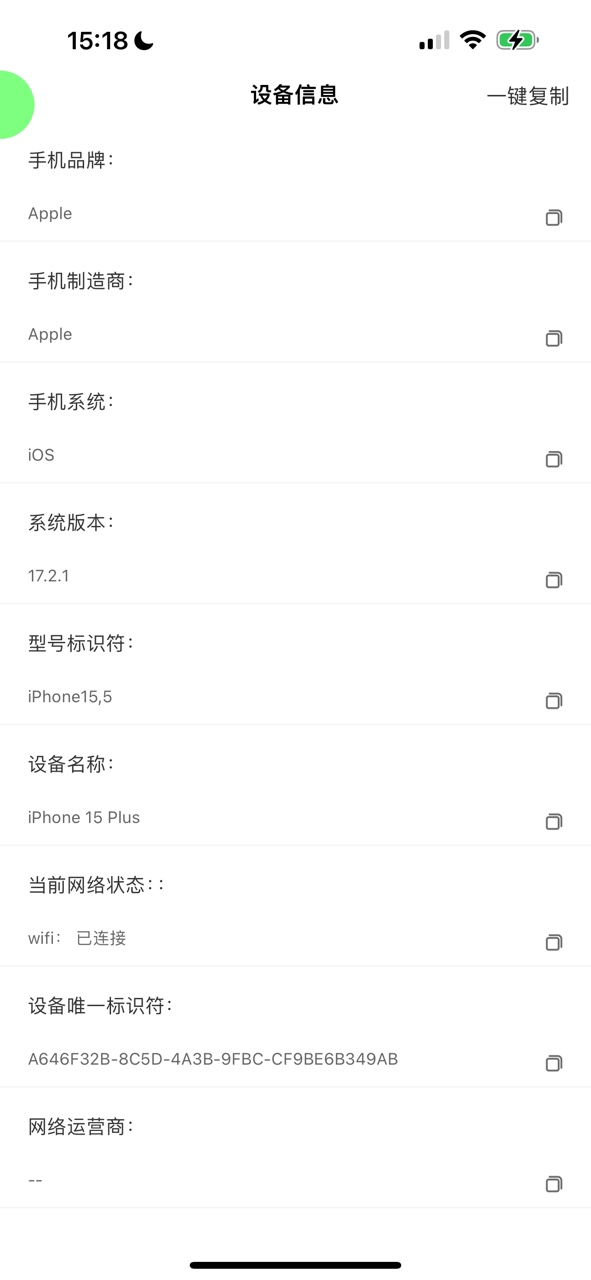 15:18
设备信息
一键复制
手机品牌：
Apple
手机制造商：
Apple
手机系统：
iOS
系统版本：
17.2.1
型号标识符：
iPhone15,5
设备名称：
iPhone 15 Plus
当前网络状态：：
wifi： 已连接
设备唯一标识符：
A646F32B-8C5D-4A3B-9FBC-CF9BE6B349AB
网络运营商：
--